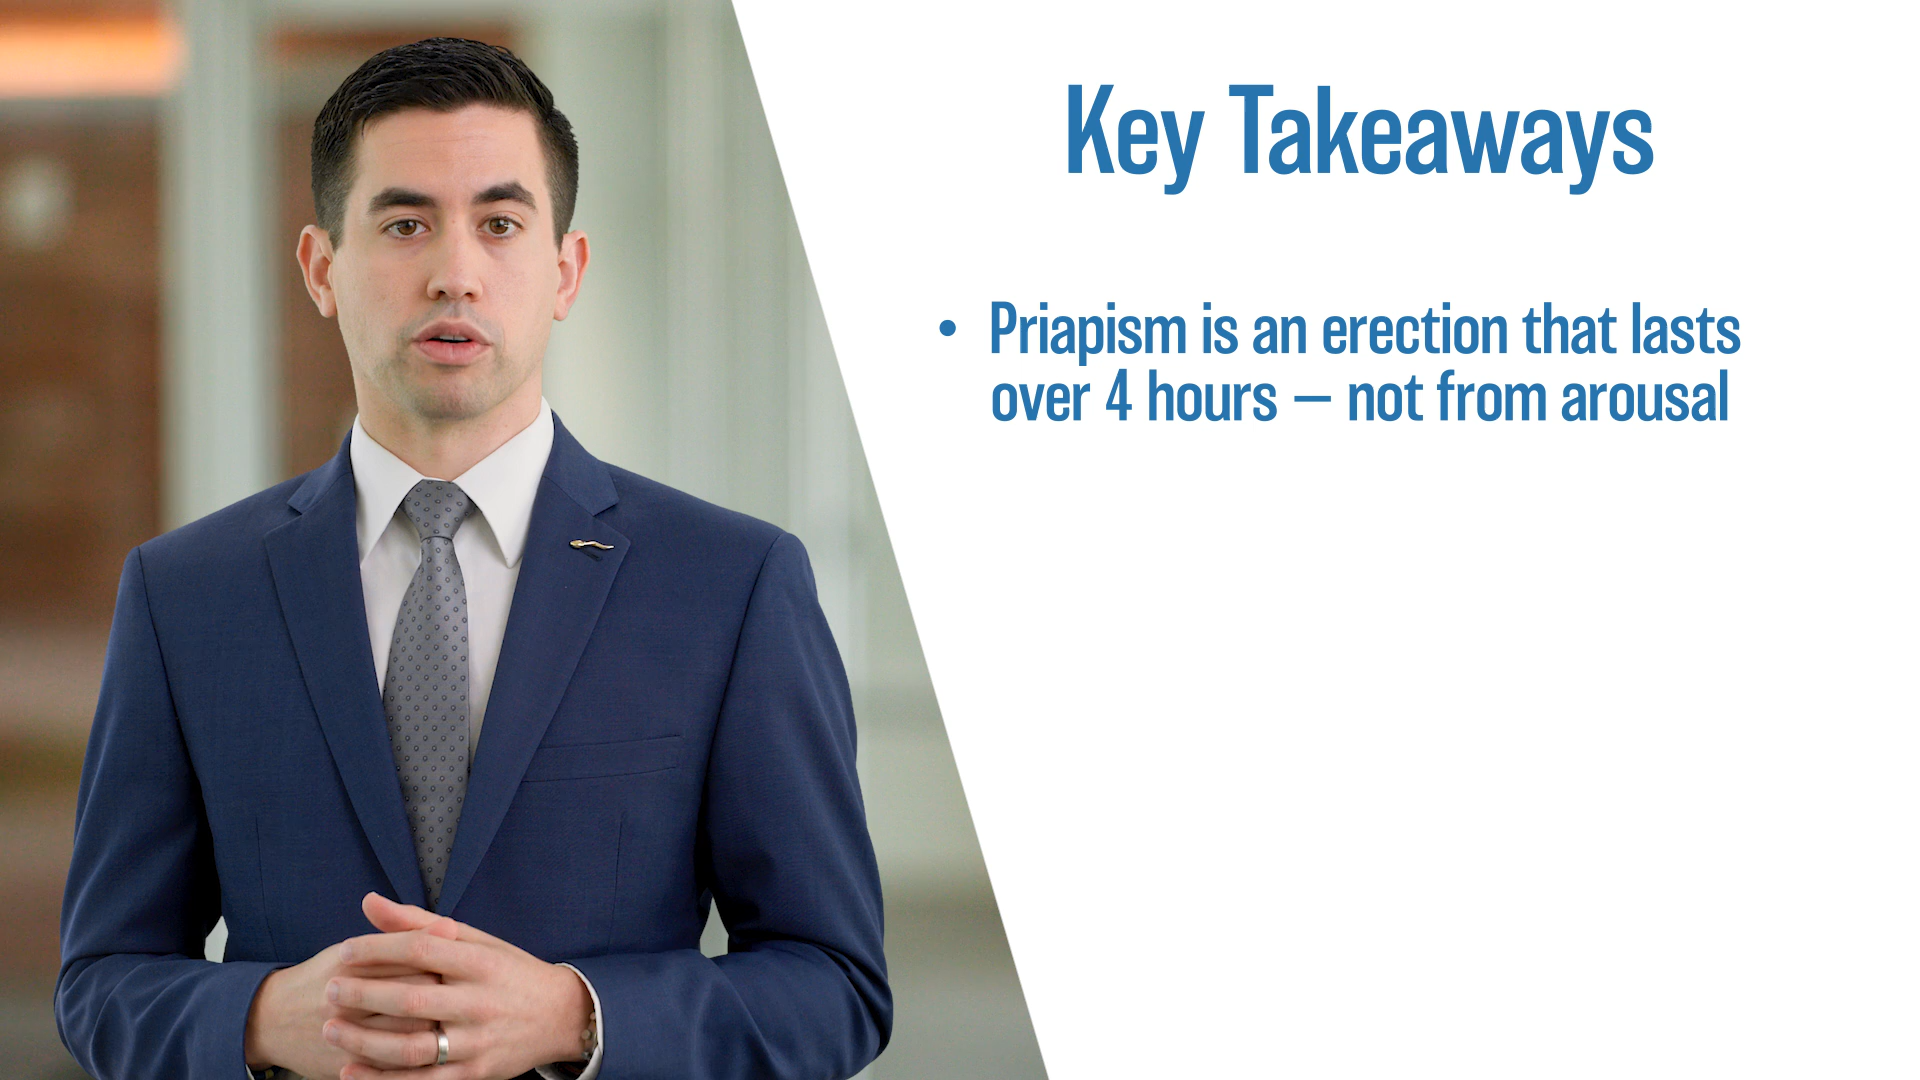 Key Takeaways
• Priapism is an erection that lasts
over 4 hours – not from arousal